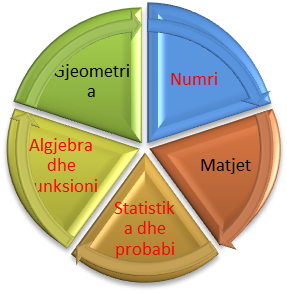 Gjeometri
a
Numri
Matjet
Statistik
a dhe
probabi
Algjebra
dhe
unksioni